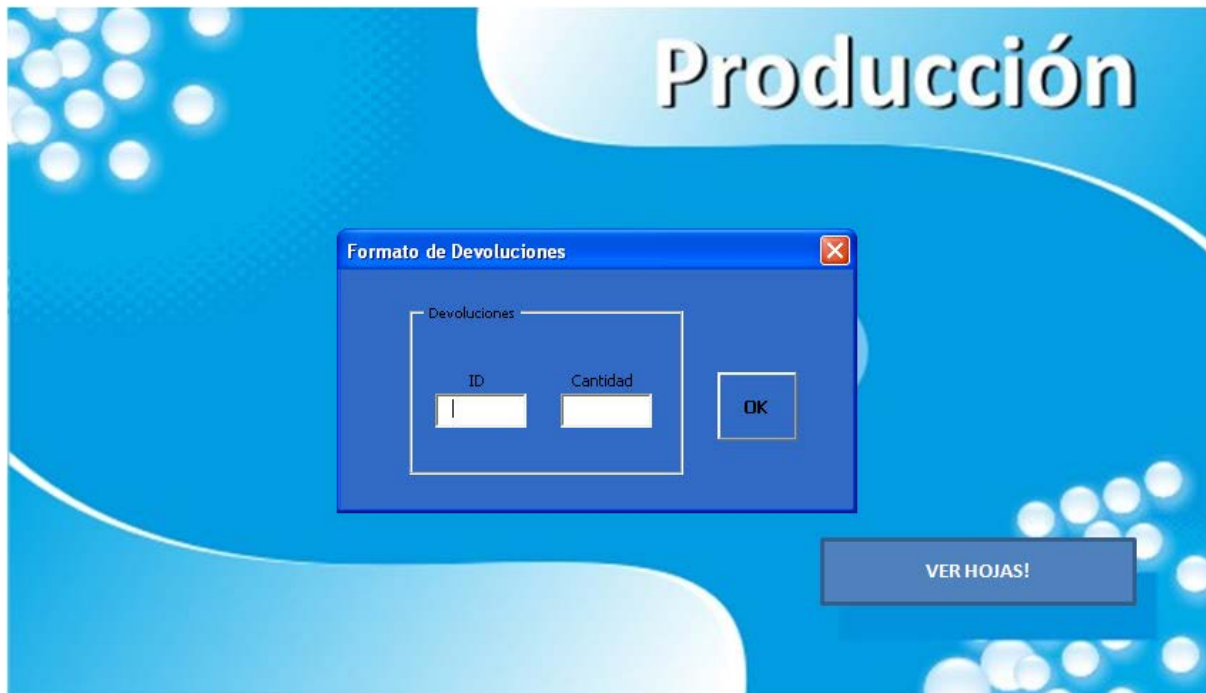 Producción
Formato de Devoluciones
Devoluciones
ID
Cantidad
OK
VER HOJAS!